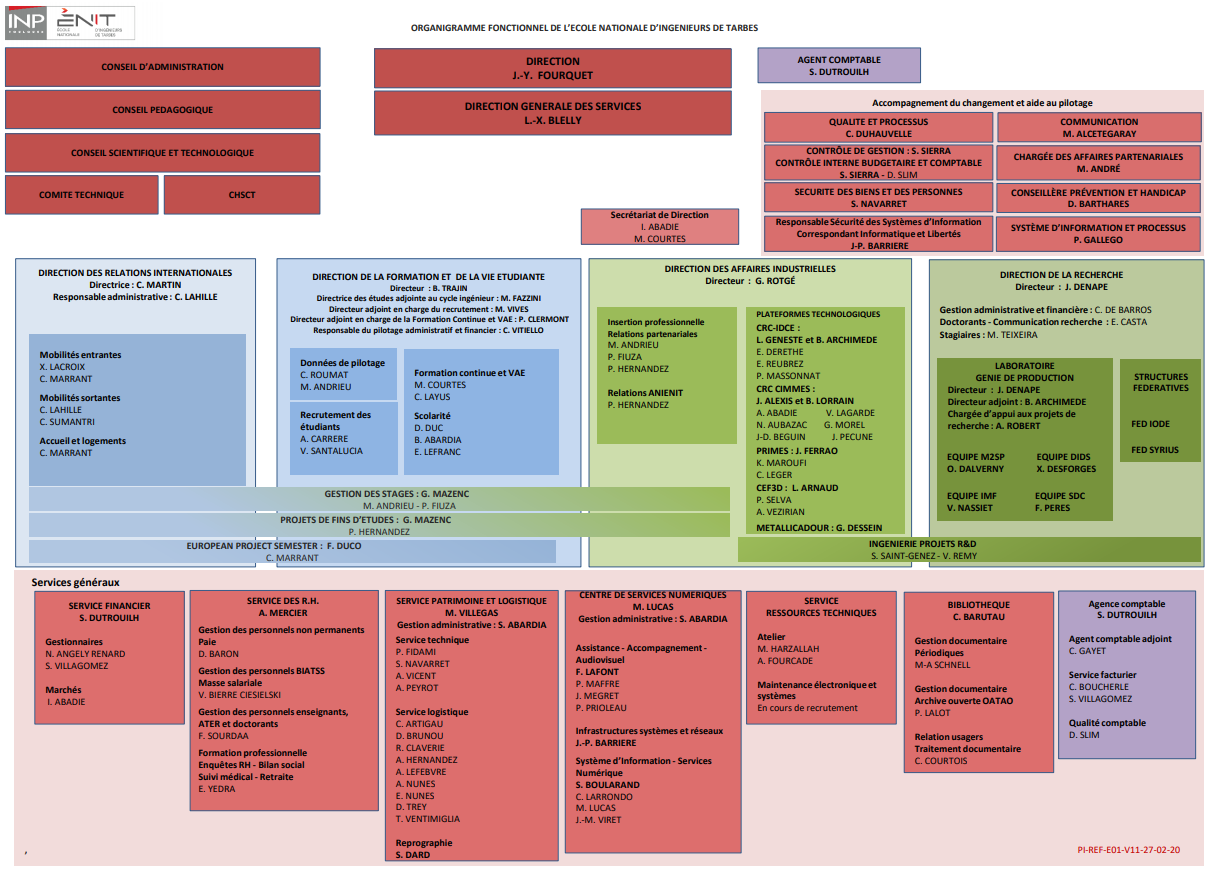 INP
TOULOUSE
ÉNIT
ÉCOLE
NATIONALE
D'INGÉNIEURS
DE TARBES
ORGANIGRAMME FONCTIONNEL DE L'ECOLE NATIONALE D'INGENIEURS DE TARBES
CONSEIL D'ADMINISTRATION
CONSEIL PEDAGOGIQUE
CONSEIL SCIENTIFIQUE ET TECHNOLOGIQUE
COMITE TECHNIQUE
CHSCT
DIRECTION
J.-Y. FOURQUET
DIRECTION GENERALE DES SERVICES
L.-X. BLELLY
AGENT COMPTABLE
S. DUTROUILH
Accompagnement du changement et aide au pilotage
QUALITE ET PROCESSUS
C. DUHAUVELLE
COMMUNICATION
M. ALCETEGARAY
CONTRÔLE DE GESTION : S. SIERRA
CONTRÔLE INTERNE BUDGETAIRE ET COMPTABLE
S. SIERRA - D. SLIM
CHARGÉE DES AFFAIRES PARTENARIALES
M. ANDRÉ
SECURITE DES BIENS ET DES PERSONNES
S. NAVARRET
CONSEILLÈRE PRÉVENTION ET HANDICAP
D. BARTHARES
Responsable Sécurité des Systèmes d'Information
Correspondant Informatique et Libertés
J-P. BARRIERE
SYSTÈME D'INFORMATION ET PROCESSUS
P. GALLEGO
Secrétariat de Direction
I. ABADIE
M. COURTES
DIRECTION DES RELATIONS INTERNATIONALES
Directrice : C. MARTIN
Responsable administrative : C. LAHILLE
Mobilités entrantes
X. LACROIX
C. MARRANT
Mobilités sortantes
C. LAHILLE
C. SUMANTRI
Accueil et logements
C. MARRANT
DIRECTION DE LA FORMATION ET DE LA VIE ETUDIANTE
Directeur : B. TRAJIN
Directrice des études adjointe au cycle ingénieur : M. FAZZINI
Directeur adjoint en charge du recrutement : M. VIVES
Directeur adjoint en charge de la Formation Continue et VAE : P. CLERMONT
Responsable du pilotage administratif et financier : C. VITIELLO
Données de pilotage
C. ROUMAT
M. ANDRIEU
Recrutement des
étudiants
A. CARRERE
V. SANTALUCIA
Formation continue et VAE
M. COURTES
C. LAYUS
Scolarité
D. DUC
B. ABARDIA
E. LEFRANC
DIRECTION DES AFFAIRES INDUSTRIELLES
Directeur : G. ROTGÉ
Insertion professionnelle
Relations partenariales
M. ANDRIEU
P. FIUZA
P. HERNANDEZ
Relations ANIENIT
P. HERNANDEZ
PLATEFORMES TECHNOLOGIQUES
CRC-IDCE :
L. GENESTE et B. ARCHIMEDE
E. DERETHE
E. REUBREZ
P. MASSONNAT
CRC CIMMES :
J. ALEXIS et B. LORRAIN
A. ABADIE V. LAGARDE
N. AUBAZAC G. MOREL
J-D. BEGUIN J. PECUNE
PRIMES : J. FERRAO
K. MAROUFI
C. LEGER
CEF3D : L. ARNAUD
P. SELVA
A. VEZIRIAN
METALLICADOUR : G. DESSEIN
DIRECTION DE LA RECHERCHE
Directeur : J. DENAPE
Gestion administrative et financière : C. DE BARROS
Doctorants - Communication recherche : E. CASTA
Stagiaires : M. TEIXEIRA
LABORATOIRE
GENIE DE PRODUCTION
Directeur : J. DENAPE
Directeur adjoint : B. ARCHIMEDE
Chargée d'appui aux projets de
recherche : A. ROBERT
EQUIPE M2SP EQUIPE DIDS
O. DALVERNY X. DESFORGES
EQUIPE IMF EQUIPE SDC
V. NASSIET F. PERES
STRUCTURES
FEDERATIVES
FED IODE
FED SYRIUS
GESTION DES STAGES : G. MAZENC
M. ANDRIEU - P. FIUZA
PROJETS DE FINS D'ETUDES : G. MAZENC
P. HERNANDEZ
EUROPEAN PROJECT SEMESTER : F. DUCO
C. MARRANT
INGENIERIE PROJETS R&D
S. SAINT-GENEZ - V. REMY
Services généraux
SERVICE FINANCIER
S. DUTROUILH
Gestionnaires
N. ANGELY RENARD
S. VILLAGOMEZ
Marchés
I. ABADIE
SERVICE DES R.H.
A. MERCIER
Gestion des personnels non permanents
Paie
D. BARON
Gestion des personnels BIATSS
Masse salariale
V. BIERRE CIESIELSKI
Gestion des personnels enseignants,
ATER et doctorants
F. SOURDAA
Formation professionnelle
Enquêtes RH - Bilan social
Suivi médical - Retraite
E. YEDRA
SERVICE PATRIMOINE ET LOGISTIQUE
M. VILLEGAS
Gestion administrative : S. ABARDIA
Service technique
P. FIDAMI
S. NAVARRET
A. VICENT
A. PEYROT
Service logistique
C. ARTIGAU
D. BRUNOU
R. CLAVERIE
A. HERNANDEZ
A. LEFEBVRE
A. NUNES
E. NUNES
D. TREY
T. VENTIMIGLIA
Reprographie
S. DARD
CENTRE DE SERVICES NUMERIQUES
M. LUCAS
Gestion administrative : S. ABARDIA
Assistance - Accompagnement -
Audiovisuel
F. LAFONT
P. MAFFRE
J. MEGRET
P. PRIOLEAU
Infrastructures systèmes et réseaux
J.-P. BARRIERE
Système d'Information - Services
Numérique
S. BOULARAND
C. LARRONDO
M. LUCAS
J.-M. VIRET
SERVICE
RESSOURCES TECHNIQUES
Atelier
M. HARZALLAH
A. FOURCADE
Maintenance électronique et
systèmes
En cours de recrutement
BIBLIOTHEQUE
C. BARUTAU
Gestion documentaire
Périodiques
M-A SCHNELL
Gestion documentaire
Archive ouverte OATAO
P. LALOT
Relation usagers
Traitement documentaire
C. COURTOIS
Agence comptable
S. DUTROUILH
Agent comptable adjoint
C. GAYET
Service facturier
C. BOUCHERLE
S. VILLAGOMEZ
Qualité comptable
D. SLIM
,
PI-REF-E01-V11-27-02-20